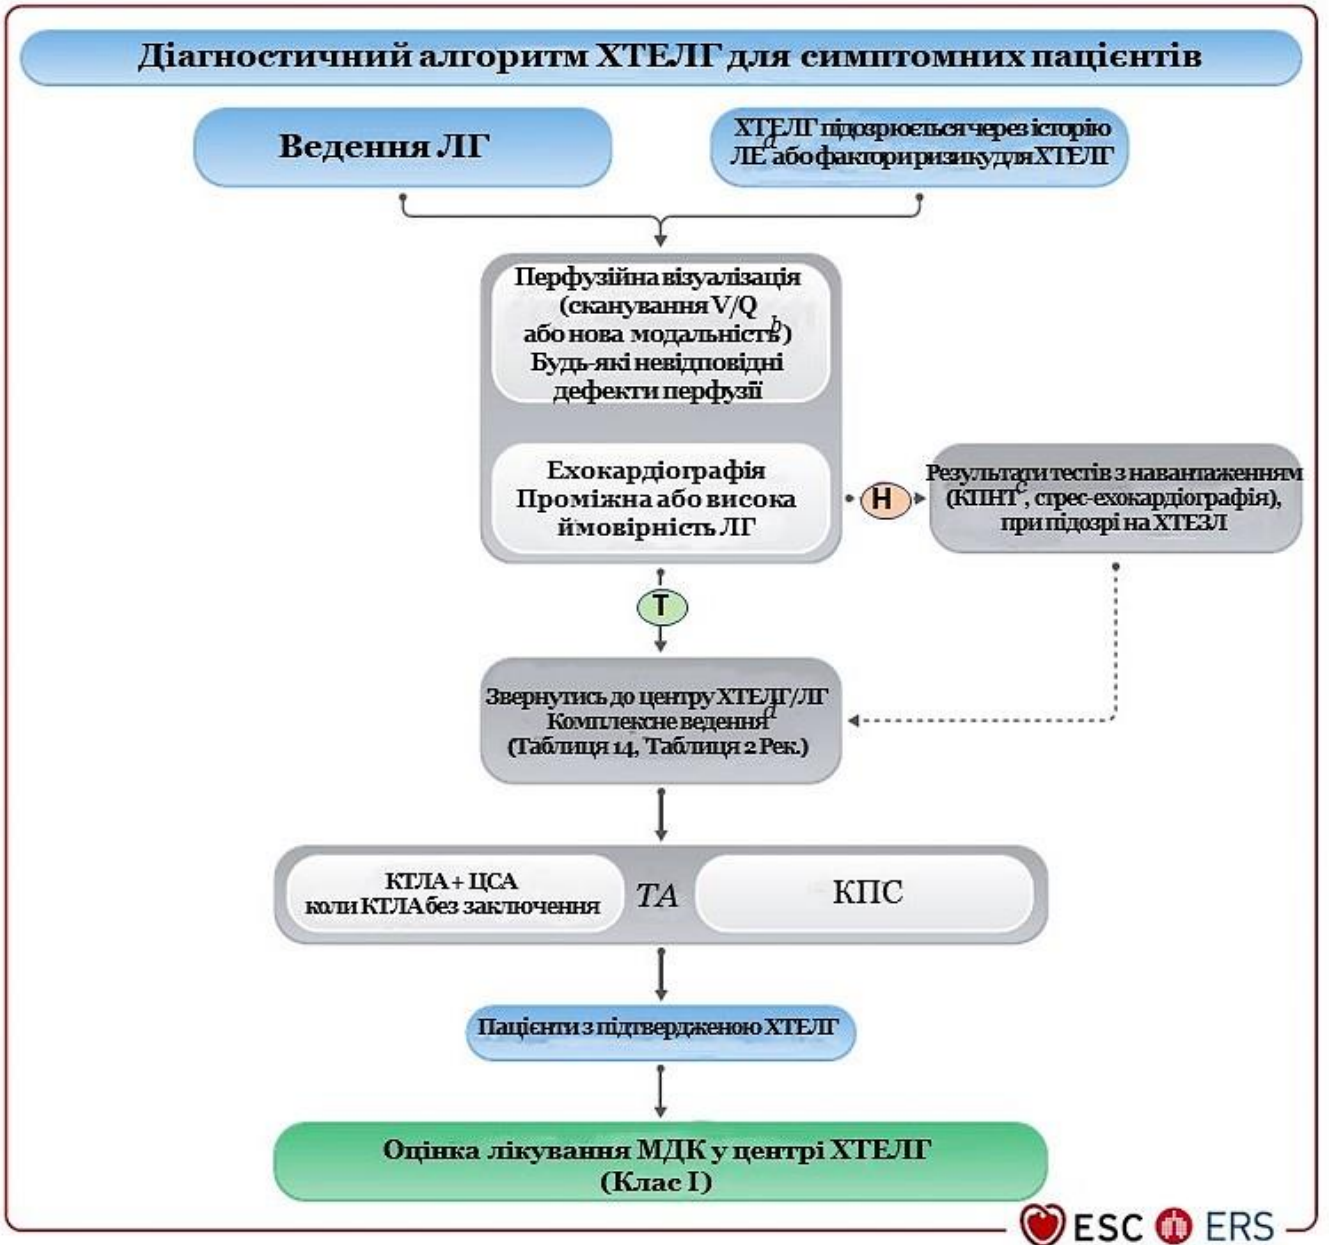 Діагностичний алгоритм ХТЕЛГ для симптомних пацієнтів
Ведення ЛГ
ХТЕЛГ підозрюється через історію
ЛЕ d або фактори ризику для ХТЕЛГ
Перфузійна візуалізація
(сканування V/Q
або нова модальність b)
Будь-які невідповідні
дефекти перфузії
Ехокардіографія
Проміжна або висока
ймовірність ЛГ
Н
Результати тестів з навантаженням
(КПНТ c, стрес-ехокардіографія),
при підозрі на ХТЕЗЛ
Т
Звернутись до центру ХТЕЛГ/ЛГ
Комплексне ведення d
(Таблиця 14, Таблиця 2 Рек.)
КТЛА + ЦСА
коли КТЛА без заключення
ТА
КПС
Пацієнти з підтвердженою ХТЕЛГ
Оцінка лікування МДК у центрі ХТЕЛГ
(Клас I)
ESC ERS